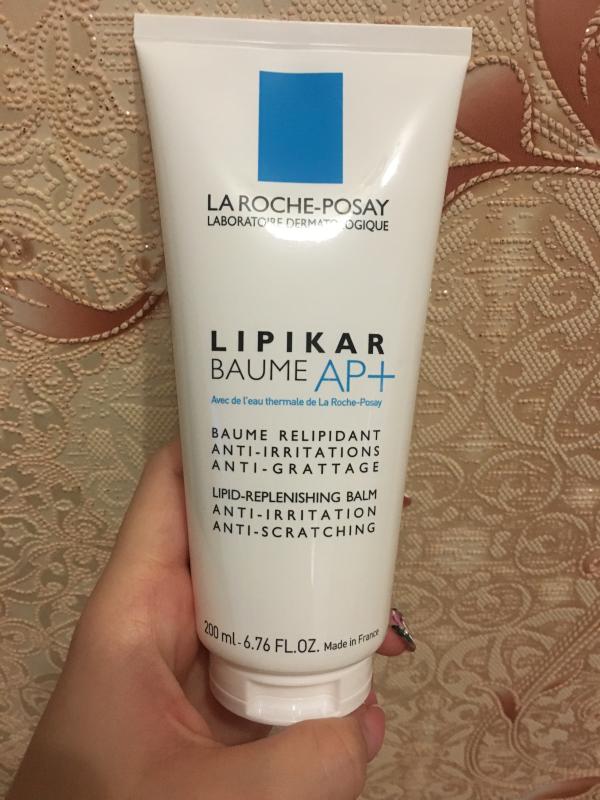 LA ROCHE-POSAY
LABORATOIRE DERMATOLOGIQUE
LIPIKAR
BAUME AP+
Avec de l'eau thermale de La Roche-Posay
BAUME RELIPIDANT
ANTI-IRRITATIONS
ANTI-GRATTAGE
LIPID-REPLENISHING BALM
ANTI-IRRITATION
ANTI-SCRATCHING
200 ml - 6.76 FL.OZ. Made in France